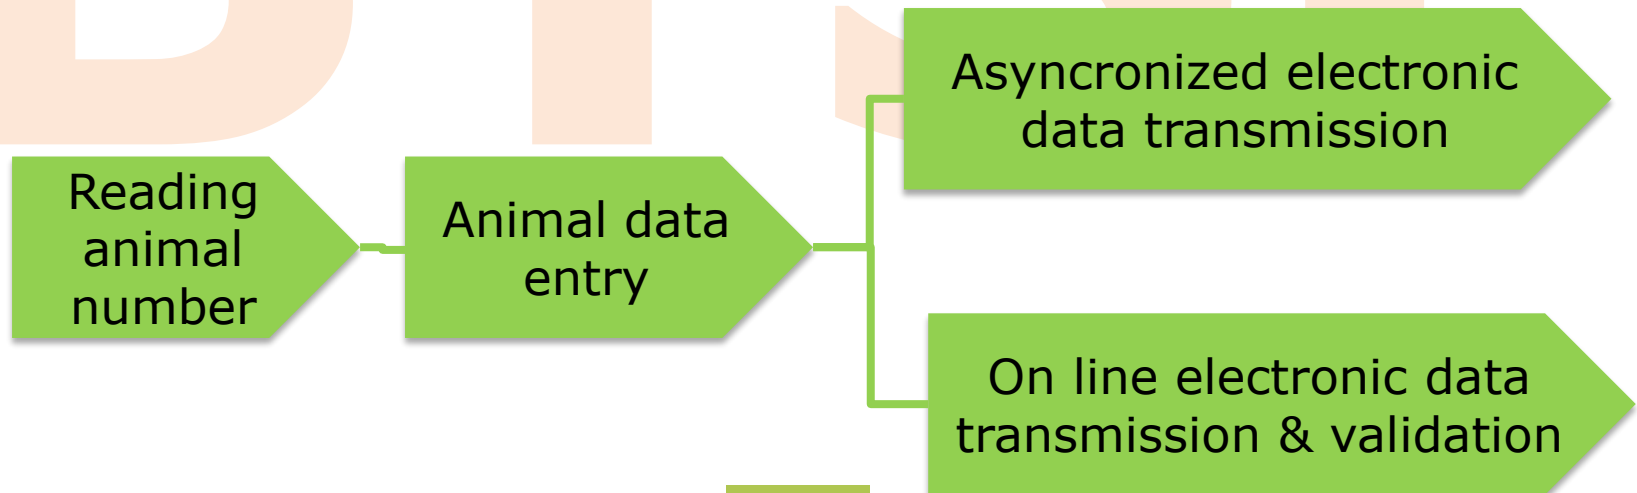 Reading
animal
number
Animal data
entry
Asyncronized electronic
data transmission
On line electronic data
transmission & validation